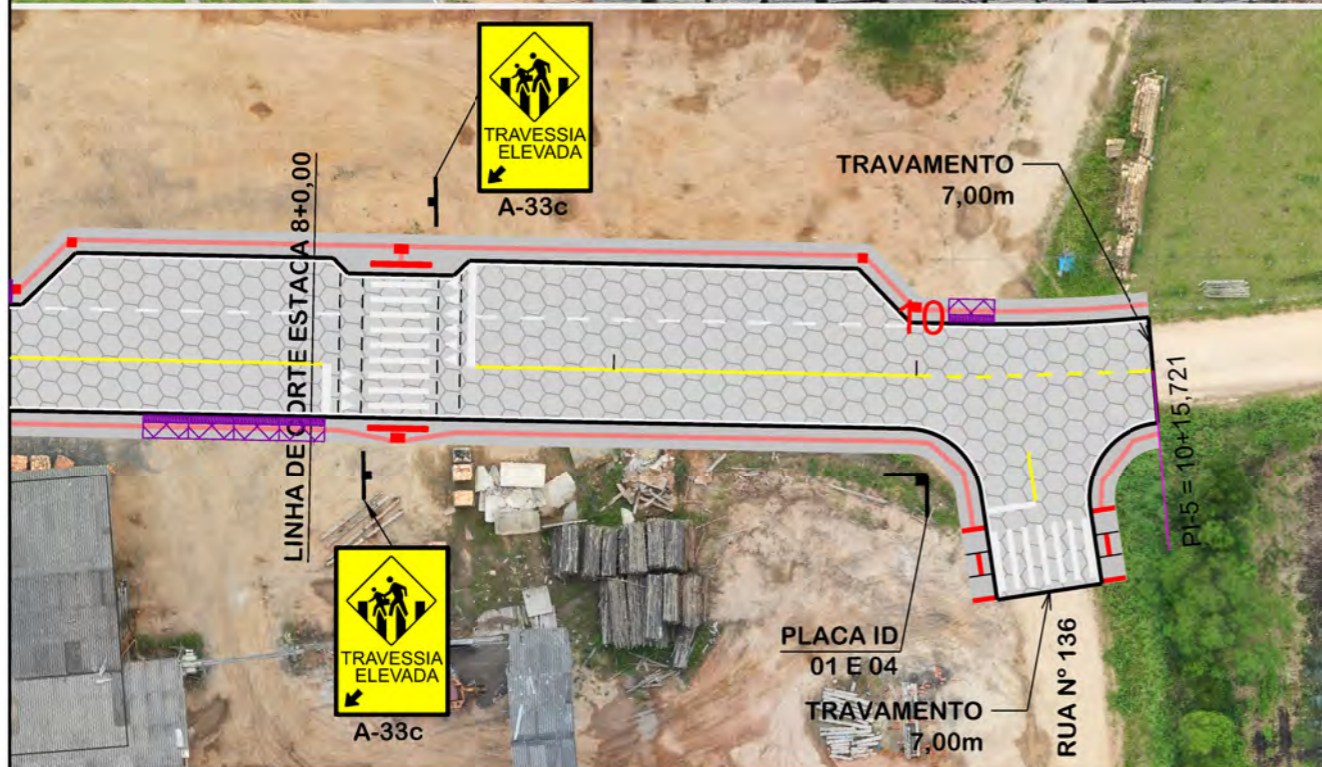 TRAVESSIA
ELEVADA
A-33c
LINHA DE CORTE ESTACA 8+0,00
TRAVAMENTO
7,00m
10
PI-5 = 10+15,721
TRAVESSIA
ELEVADA
A-33c
PLACA ID
01 E 04
TRAVAMENTO
7,00m
RUA Nº 136